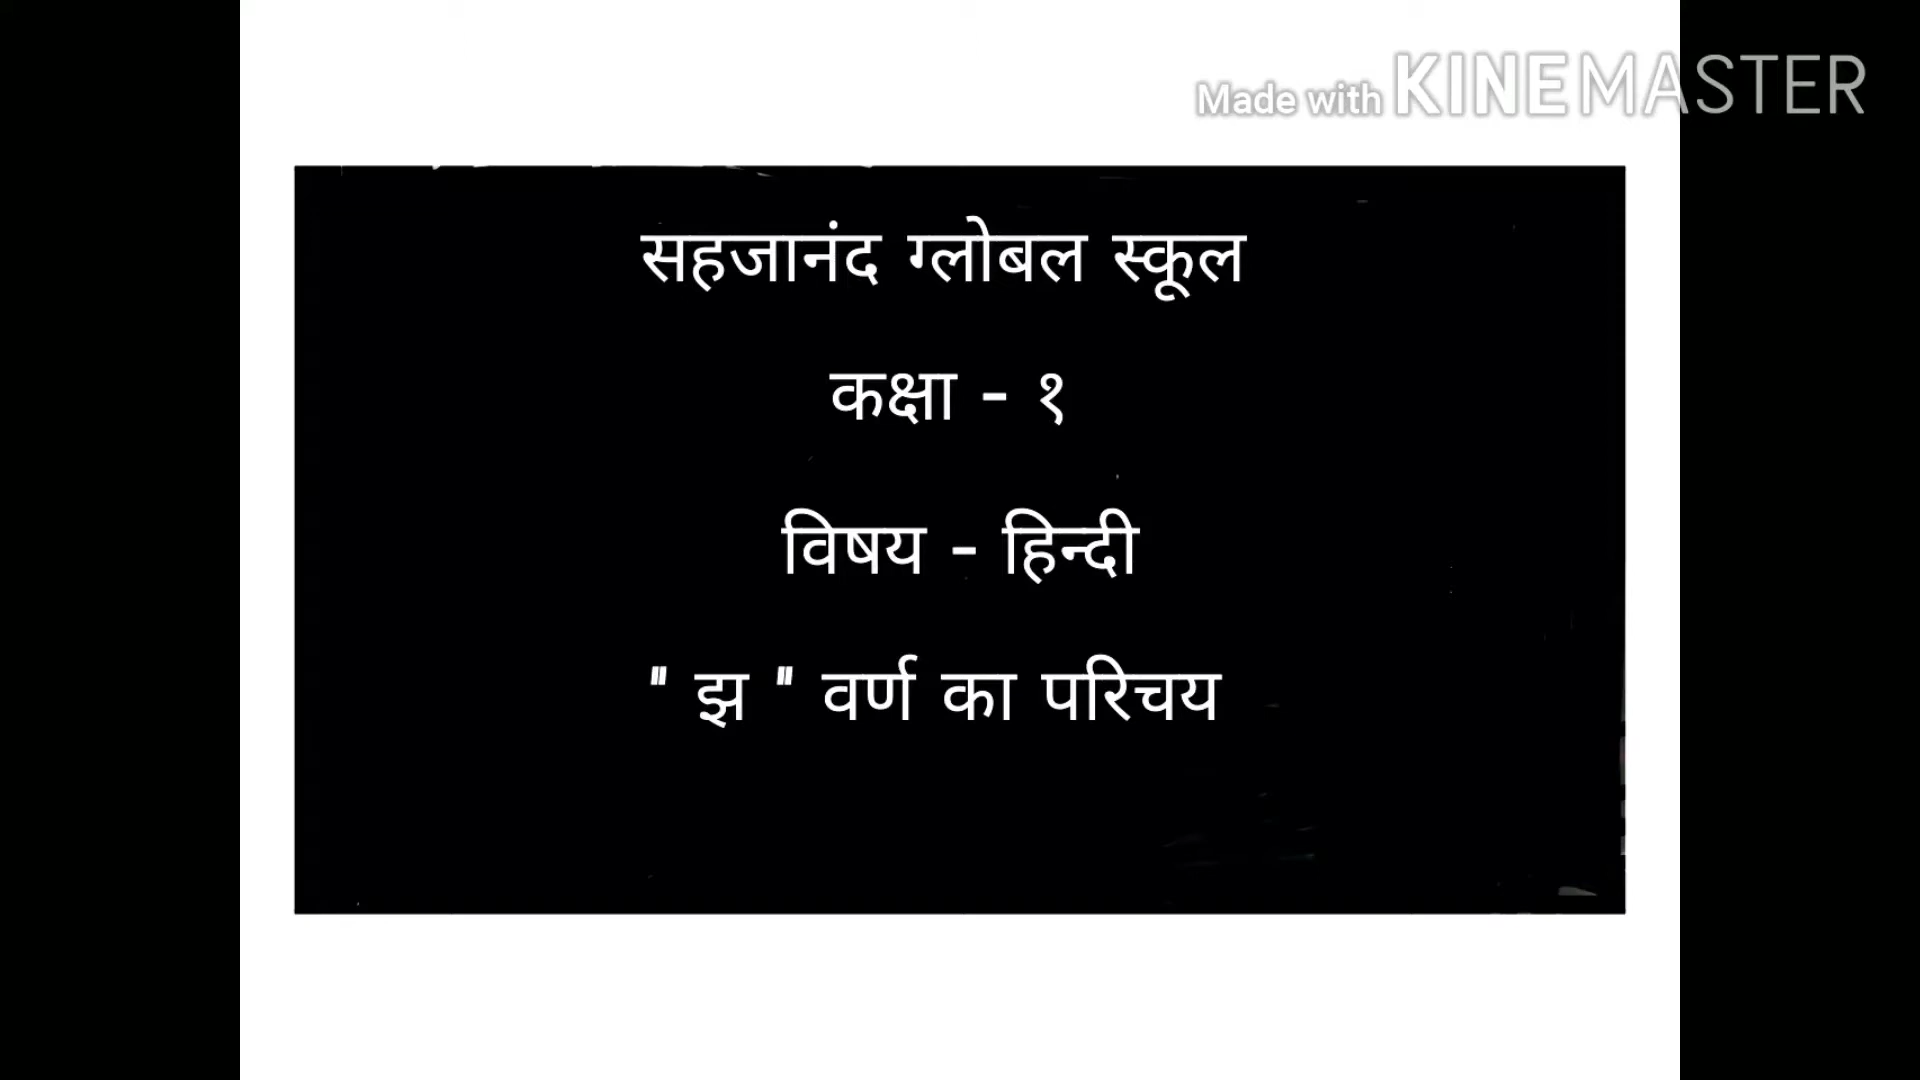 Made with KINEMASTER
सहजानंद ग्लोबल स्कूल
कक्षा - १
विषय - हिन्दी
" झ " वर्ण का परिचय